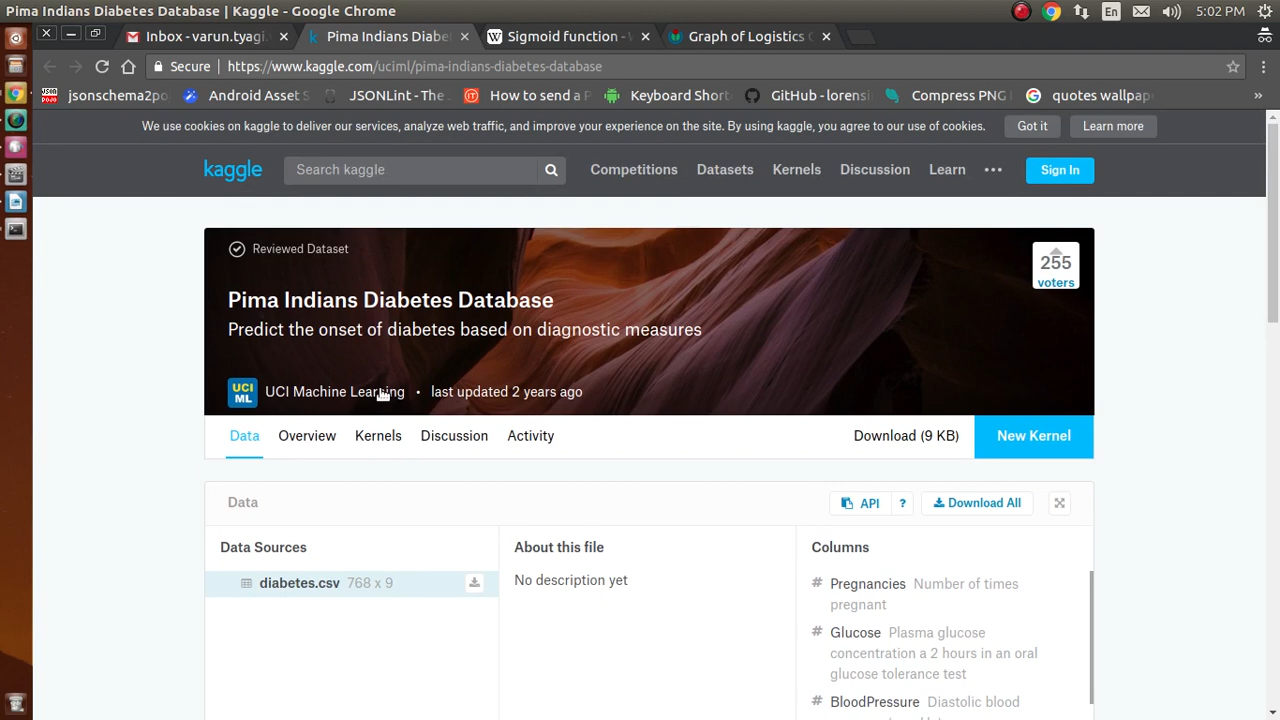 Pima Indians Diabetes Database | Kaggle - Google Chrome
En
5:02 PM
Inbox - varun.tyagi.
Pima Indians Diabe
Sigmoid function -
Graph of Logistics
Secure
https://www.kaggle.com/uciml/pima-indians-diabetes-database
jsonschema2po
Android Asset S
JSONLint - The
How to send a
Keyboard Short
GitHub - lorens
Compress PNG
quotes wallpap
»
We use cookies on kaggle to deliver our services, analyze web traffic, and improve your experience on the site. By using kaggle, you agree to our use of cookies.
Got it
Learn more
kaggle
Search kaggle
Competitions
Datasets
Kernels
Discussion
Learn
Sign In
Reviewed Dataset
255
voters
Pima Indians Diabetes Database
Predict the onset of diabetes based on diagnostic measures
UCI
ML
UCI Machine Learning • last updated 2 years ago
Data
Overview
Kernels
Discussion
Activity
Download (9 KB)
New Kernel
Data
API
?
Download All
Data Sources
diabetes.csv 768 x 9
About this file
No description yet
Columns
# Pregnancies Number of times
pregnant
# Glucose Plasma glucose
concentration a 2 hours in an oral
glucose tolerance test
# BloodPressure Diastolic blood